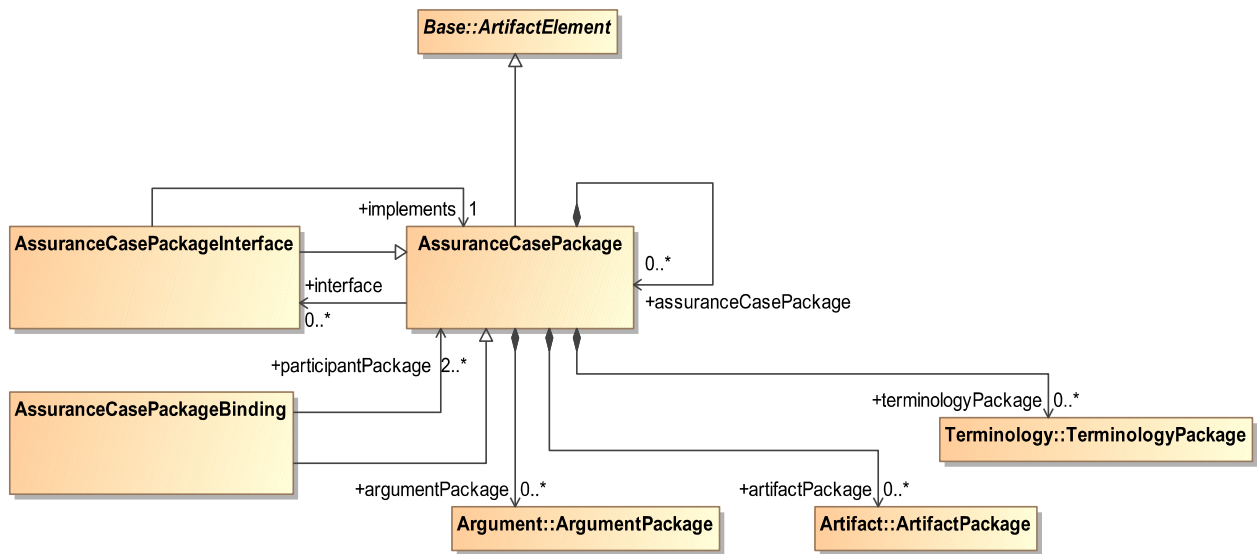 Base::ArtifactElement
+implements 1
AssuranceCasePackageInterface
AssuranceCasePackage
0..*
+interface
+assuranceCasePackage
0..*
+participantPackage 2..*
AssuranceCasePackageBinding
+terminologyPackage 0..*
Terminology::TerminologyPackage
+argumentPackage 0..*
+artifactPackage 0..*
Argument::ArgumentPackage
Artifact::ArtifactPackage